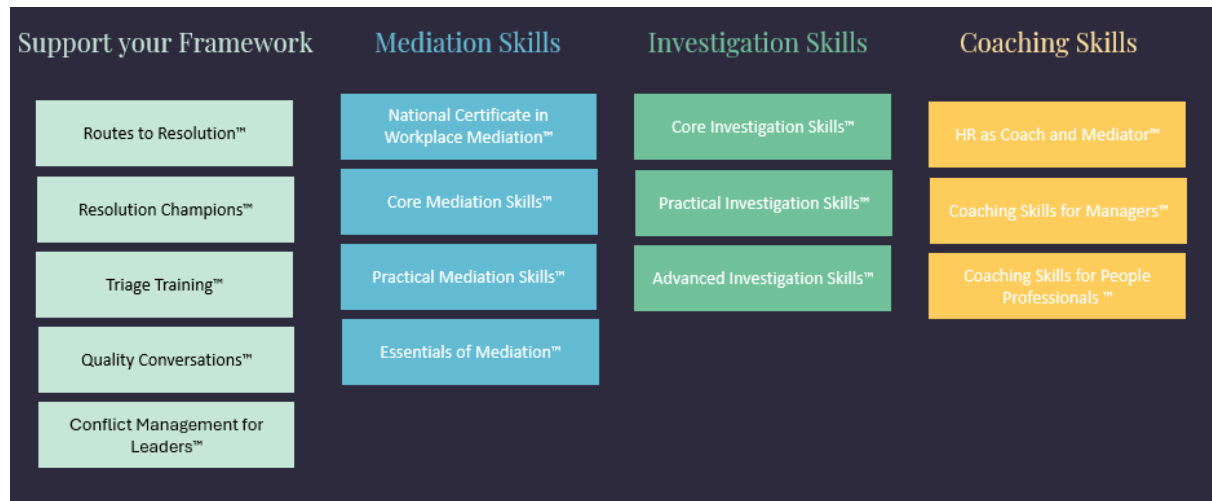 Support your Framework
Mediation Skills
Investigation Skills
Coaching Skills
Routes to Resolution™
Resolution Champions™
Triage Training™
Quality Conversations™
Conflict Management for
Leaders™
National Certificate in
Workplace Mediation™
Core Mediation Skills™
Practical Mediation Skills™
Essentials of Mediation™
Core Investigation Skills™
Practical Investigation Skills™
Advanced Investigation Skills™
HR as Coach and Mediator™
Coaching Skills for Managers™
Coaching Skills for People
Professionals ™